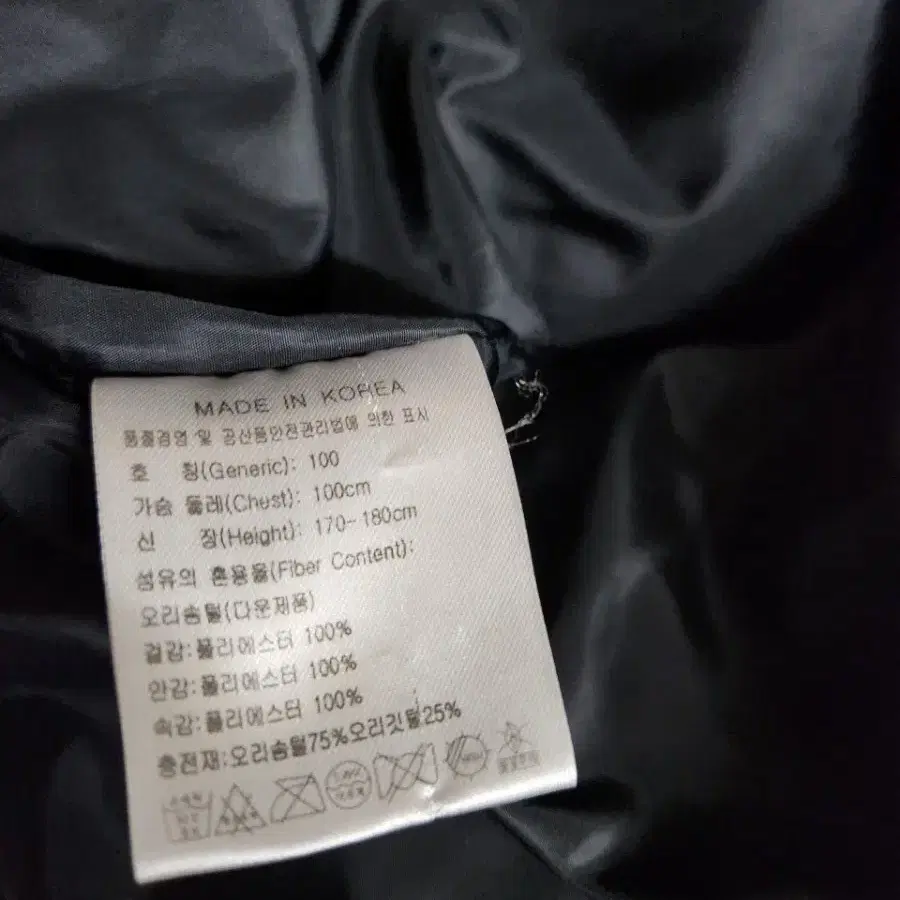 MADE IN KOREA
품질경영 및 공산품안전관리법에 의한 표시
호 칭(Generic): 100
가슴 둘레(Chest): 100cm
신 장(Height): 170-180cm
섬유의 혼용율(Fiber Content):
오리솜털(다운제품)
겉감:폴리에스터 100%
안감:폴리에스터 100%
속감:폴리에스터 100%
충전재:오리솜털75%오리깃털25%